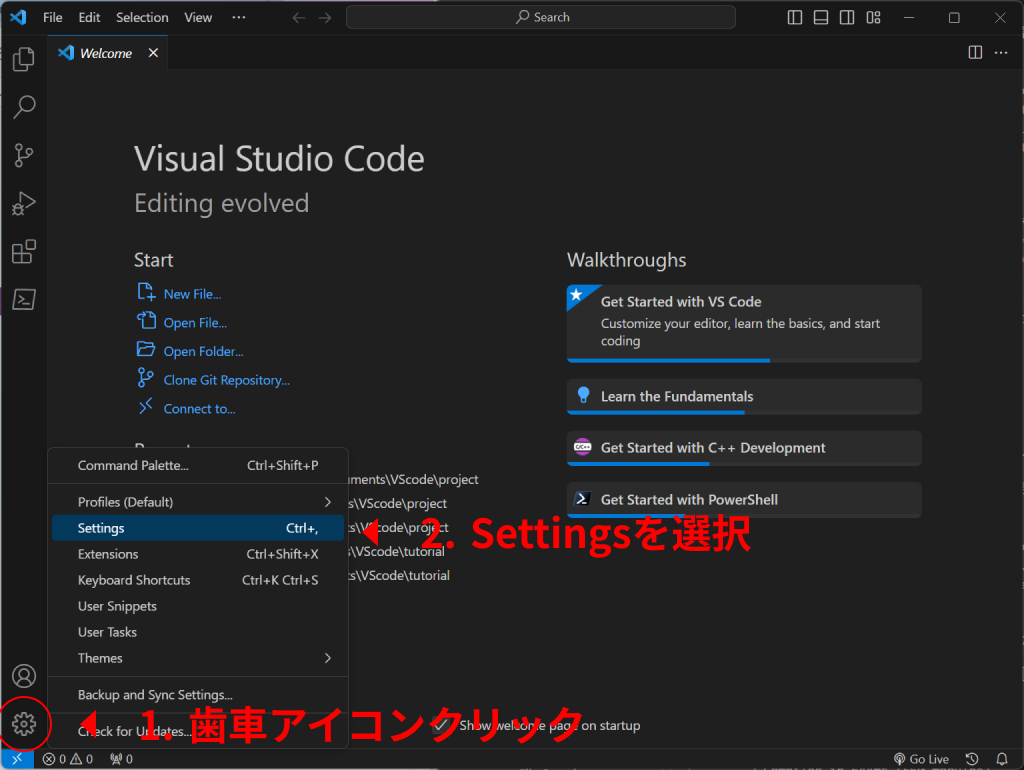 File Edit Selection View ··· Search
Welcome
Visual Studio Code
Editing evolved
Start
New File...
Open File...
Open Folder...
Clone Git Repository...
Connect to...
Walkthroughs
Get Started with VS Code
Customize your editor, learn the basics, and start
coding
Learn the Fundamentals
C/C++ Get Started with C++ Development
Get Started with PowerShell
Command Palette... Ctrl+Shift+P
Profiles (Default)
Settings Ctrl+,
Extensions Ctrl+Shift+X
Keyboard Shortcuts Ctrl+K Ctrl+S
User Snippets
User Tasks
Themes
Backup and Sync Settings...
Check for Updates...
\VScode\project
\VScode\project
\VScode\project
\VScode\tutorial
\VScode\tutorial
2. Settingsを選択
1. 歯車アイコンクリック
Show welcome page on startup
0 0 0 Go Live